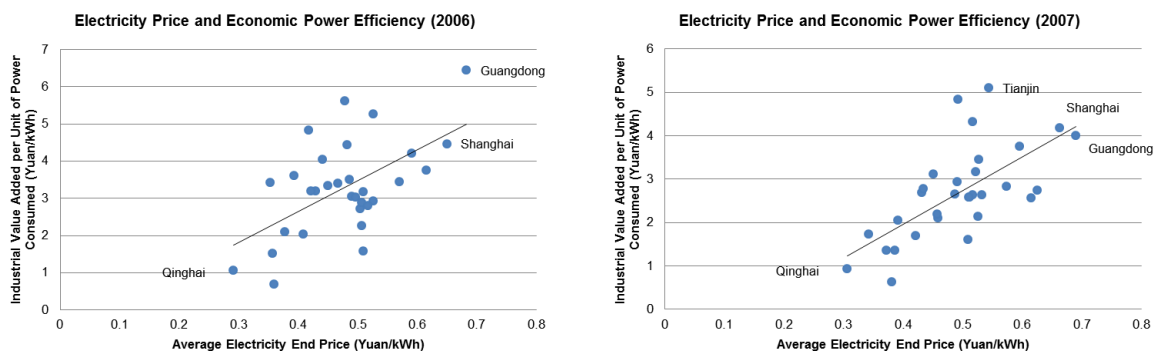 Electricity Price and Economic Power Efficiency (2006)
Industrial Value Added per Unit of Power
Consumed (Yuan/kWh)
7
6
5
4
3
2
1
0
Guangdong
Shanghai
Qinghai
0 0.1 0.2 0.3 0.4 0.5 0.6 0.7 0.8
Average Electricity End Price (Yuan/kWh)
Electricity Price and Economic Power Efficiency (2007)
Industrial Value Added per Unit of Power
Consumed (Yuan/kWh)
6
5
4
3
2
1
0
Tianjin
Shanghai
Guangdong
Qinghai
0 0.1 0.2 0.3 0.4 0.5 0.6 0.7 0.8
Average Electricity End Price (Yuan/kWh)